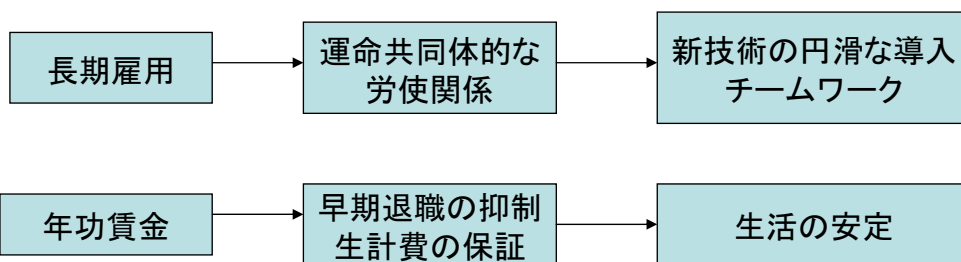 長期雇用
運命共同体的な
労使関係
新技術の円滑な導入
チームワーク
年功賃金
早期退職の抑制
生計費の保証
生活の安定